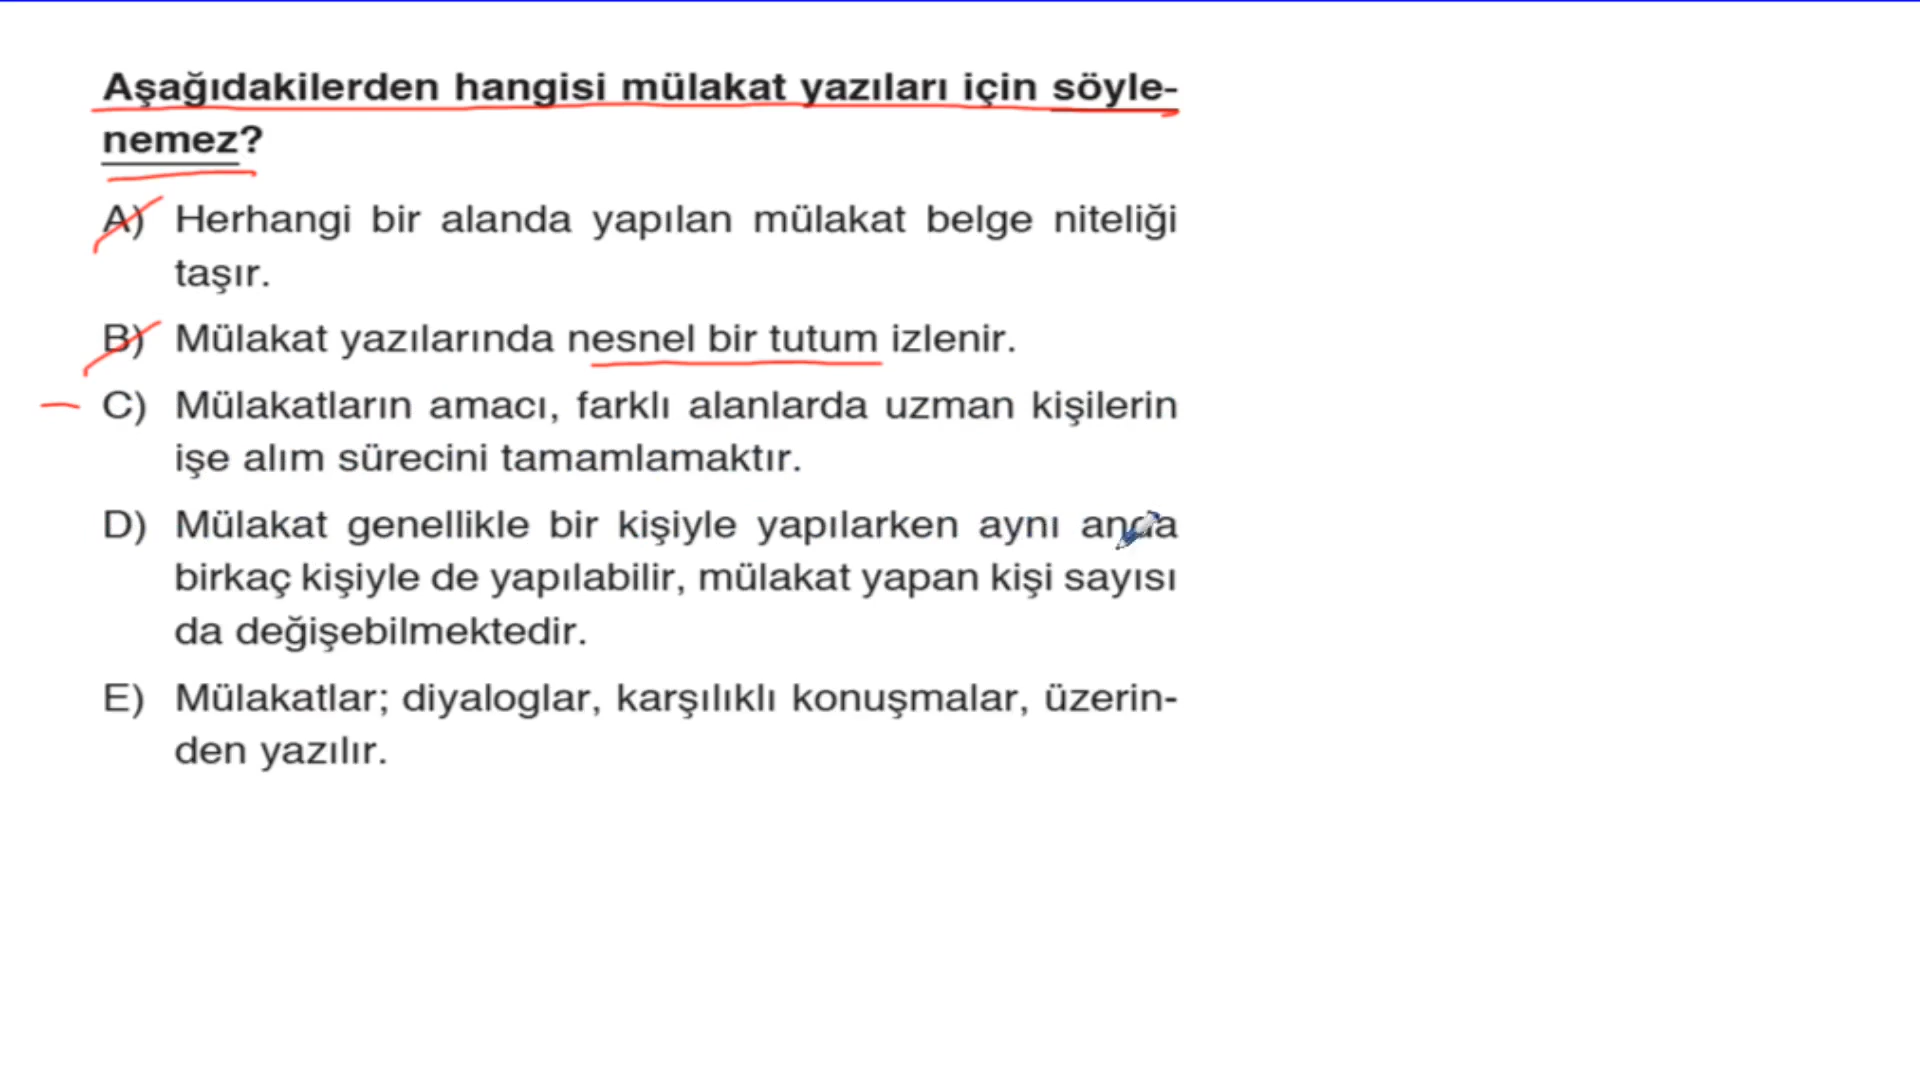 Aşağıdakilerden hangisi mülakat yazıları için söyle-
nemez?
A) Herhangi bir alanda yapılan mülakat belge niteliği
taşır.
B) Mülakat yazılarında nesnel bir tutum izlenir.
C) Mülakatların amacı, farklı alanlarda uzman kişilerin
işe alım sürecini tamamlamaktır.
D) Mülakat genellikle bir kişiyle yapılarken aynı anda
birkaç kişiyle de yapılabilir, mülakat yapan kişi sayısı
da değişebilmektedir.
E) Mülakatlar; diyaloglar, karşılıklı konuşmalar, üzerin-
den yazılır.